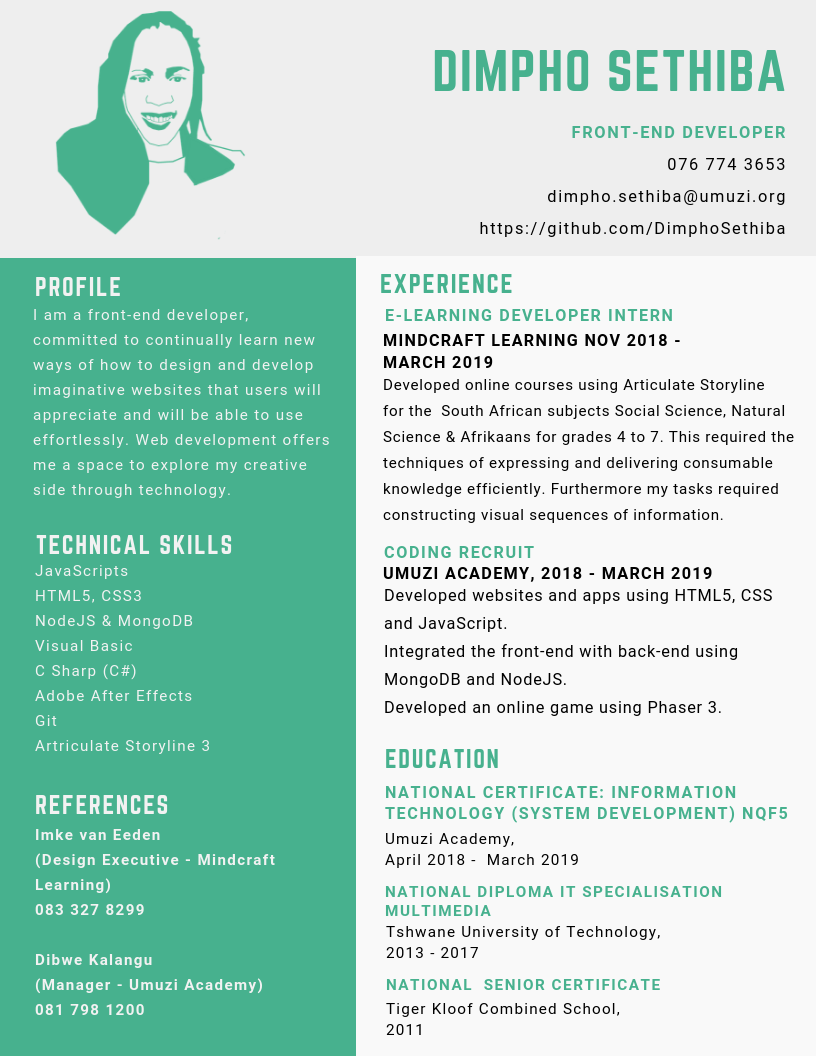 DIMPHO SETHIBA
FRONT-END DEVELOPER
076 774 3653
dimpho.sethiba@umuzi.org
https://github.com/DimphoSethiba
PROFILE
I am a front-end developer,
committed to continually learn new
ways of how to design and develop
imaginative websites that users will
appreciate and will be able to use
effortlessly. Web development offers
me a space to explore my creative
side through technology.
TECHNICAL SKILLS
JavaScripts
HTML5, CSS3
NodeJS & MongoDB
Visual Basic
C Sharp (C#)
Adobe After Effects
Git
Artriculate Storyline 3
REFERENCES
Imke van Eeden
(Design Executive - Mindcraft
Learning)
083 327 8299
Dibwe Kalangu
(Manager - Umuzi Academy)
081 798 1200
EXPERIENCE
E-LEARNING DEVELOPER INTERN
MINDCRAFT LEARNING NOV 2018 -
MARCH 2019
Developed online courses using Articulate Storyline
for the  South African subjects Social Science, Natural
Science & Afrikaans for grades 4 to 7. This required the
techniques of expressing and delivering consumable
knowledge efficiently. Furthermore my tasks required
constructing visual sequences of information.
CODING RECRUIT
UMUZI ACADEMY, 2018 - MARCH 2019
Developed websites and apps using HTML5, CSS
and JavaScript.
Integrated the front-end with back-end using
MongoDB and NodeJS.
Developed an online game using Phaser 3.
EDUCATION
NATIONAL CERTIFICATE: INFORMATION
TECHNOLOGY (SYSTEM DEVELOPMENT) NQF5
Umuzi Academy,
April 2018 -  March 2019
NATIONAL DIPLOMA IT SPECIALISATION
MULTIMEDIA
Tshwane University of Technology,
2013 - 2017
NATIONAL  SENIOR CERTIFICATE
Tiger Kloof Combined School,
2011